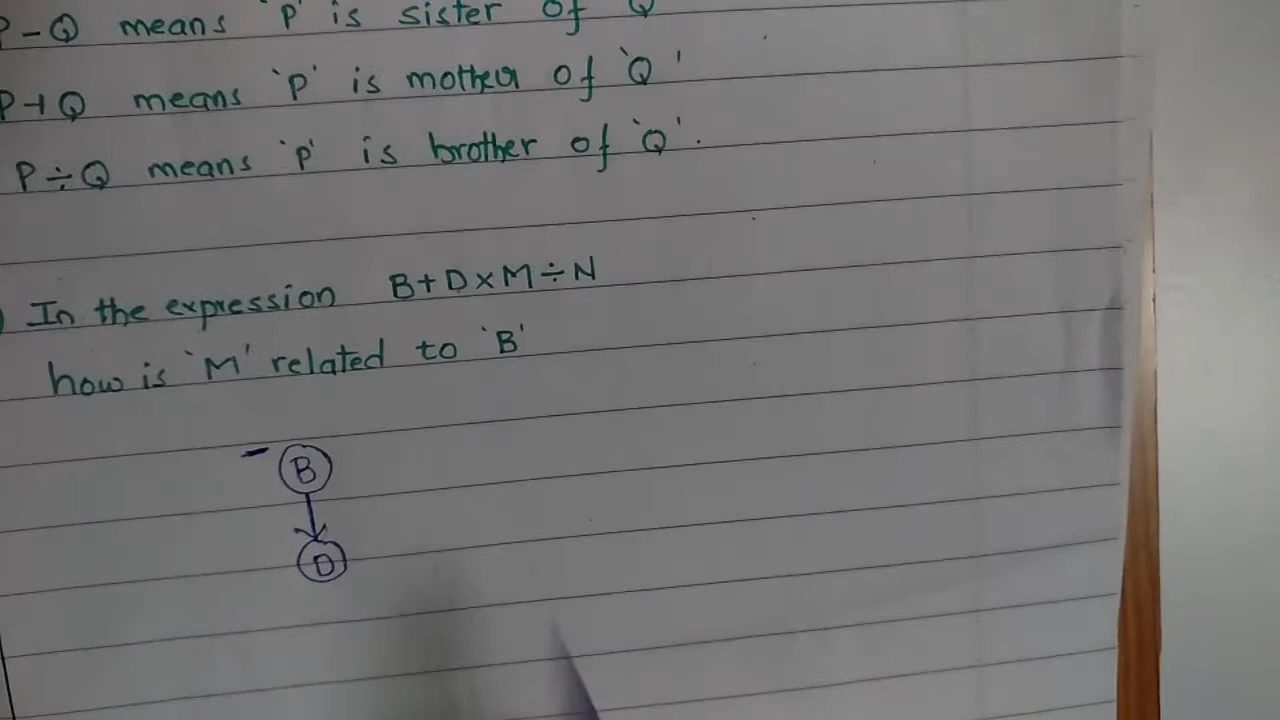 P-Q means 'P' is sister of Q
P+Q means 'P' is mother of 'Q'
P÷Q means 'P' is brother of 'Q'.
) In the expression B+D×M÷N
how is 'M' related to 'B'
- B
D